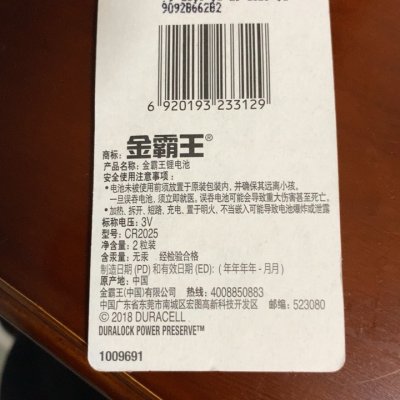 9092B662B2
6 920193 233129
商标: 金霸王®
产品名称: 金霸王锂电池
安全使用注意事项:
• 电池未被使用前须放置于原装包装内，并确保其远离小孩。
一旦误吞电池，须立即就医。误吞电池可能会导致重大伤害甚至死亡。
• 加热、拆开、短路、充电、置于明火、不当嵌入可能导致电池爆炸或泄露
标称电压: 3V
型号: CR2025
净含量: 2 粒装
含汞量: 无汞 经检验合格
制造日期 (PD) 和有效日期 (ED): (年年年年-月月)
原产地: 中国
金霸王(中国)有限公司 热线: 4008850883
中国广东省东莞市南城区宏图高新科技开发区 邮编: 523080
© 2018 DURACELL
DURALOCK POWER PRESERVE™
1009691